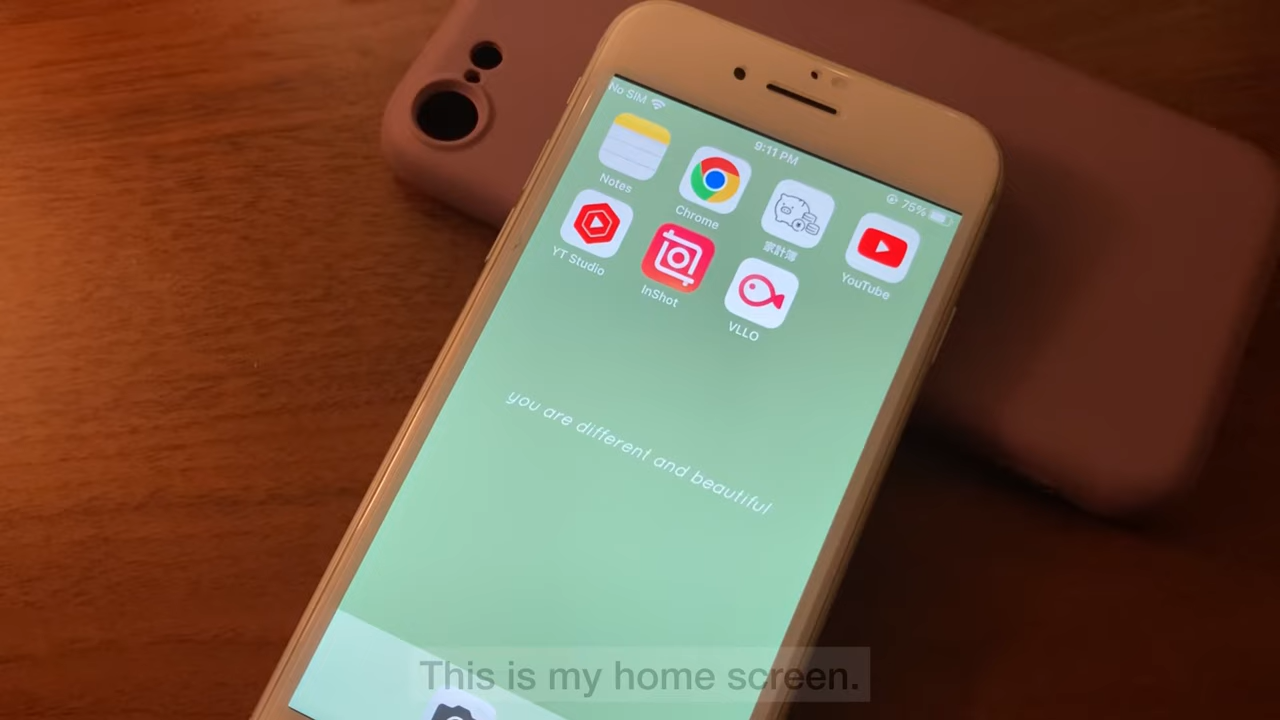 No SIM
9:11 PM
75%
Notes
Chrome
家計簿
YouTube
YT Studio
InShot
VLLO
you are different and beautiful
This is my home screen.